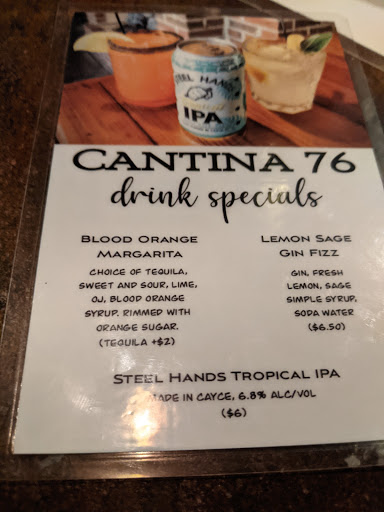 STEEL HANDS
IPA
CANTINA 76
drink specials
BLOOD ORANGE
MARGARITA
CHOICE OF TEQUILA,
SWEET AND SOUR, LIME,
OJ, BLOOD ORANGE
SYRUP. RIMMED WITH
ORANGE SUGAR.
(TEQUILA +$2)
LEMON SAGE
GIN FIZZ
GIN, FRESH
LEMON, SAGE
SIMPLE SYRUP,
SODA WATER
($6.50)
STEEL HANDS TROPICAL IPA
MADE IN CAYCE, 6.8% ALC/VOL
($6)